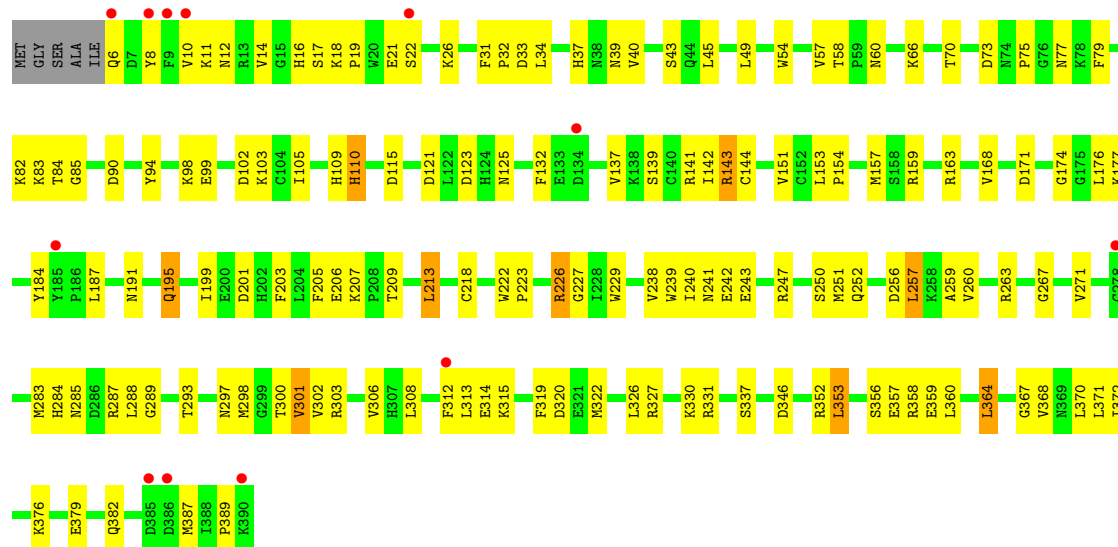 MET GLY SER ALA ILE Q6 D7 Y8 F9 V10 K11 N12 R13 V14 G15 H16 S17 K18 P19 W20 E21 S22 K26 F31 P32 D33 L34 H37 N38 N39 V40 S43 Q44 L45 L49 W54 V57 T58 P59 N60 K66 T70 D73 N74 P75 G76 N77 K78 F79
K82 K83 T84 G85 D90 Y94 K98 E99 D102 K103 C104 I105 H109 H110 D115 D121 L122 D123 H124 N125 F132 E133 D134 V137 K138 S139 C140 R141 I142 R143 C144 V151 C152 L153 P154 M157 S158 R159 R163 V168 D171 G174 G175 L176 K177
Y184 Y185 P186 L187 N191 Q195 I199 E200 D201 H202 F203 L204 F205 E206 K207 P208 T209 L213 C218 W222 P223 R226 G227 I228 W229 V238 W239 I240 N241 E242 E243 R247 S250 M251 Q252 D256 L257 K258 A259 V260 R263 G267 V271 G278
M283 H284 N285 D286 R287 L288 G289 T293 N297 M298 G299 T300 V301 V302 R303 V306 H307 L308 F312 L313 E314 K315 F319 D320 E321 M322 L326 R327 K330 R331 S337 D346 R352 L353 S356 E357 R358 E359 L360 L364 G367 V368 N369 L370 L371
K376 E379 Q382 D385 D386 M387 I388 P389 K390